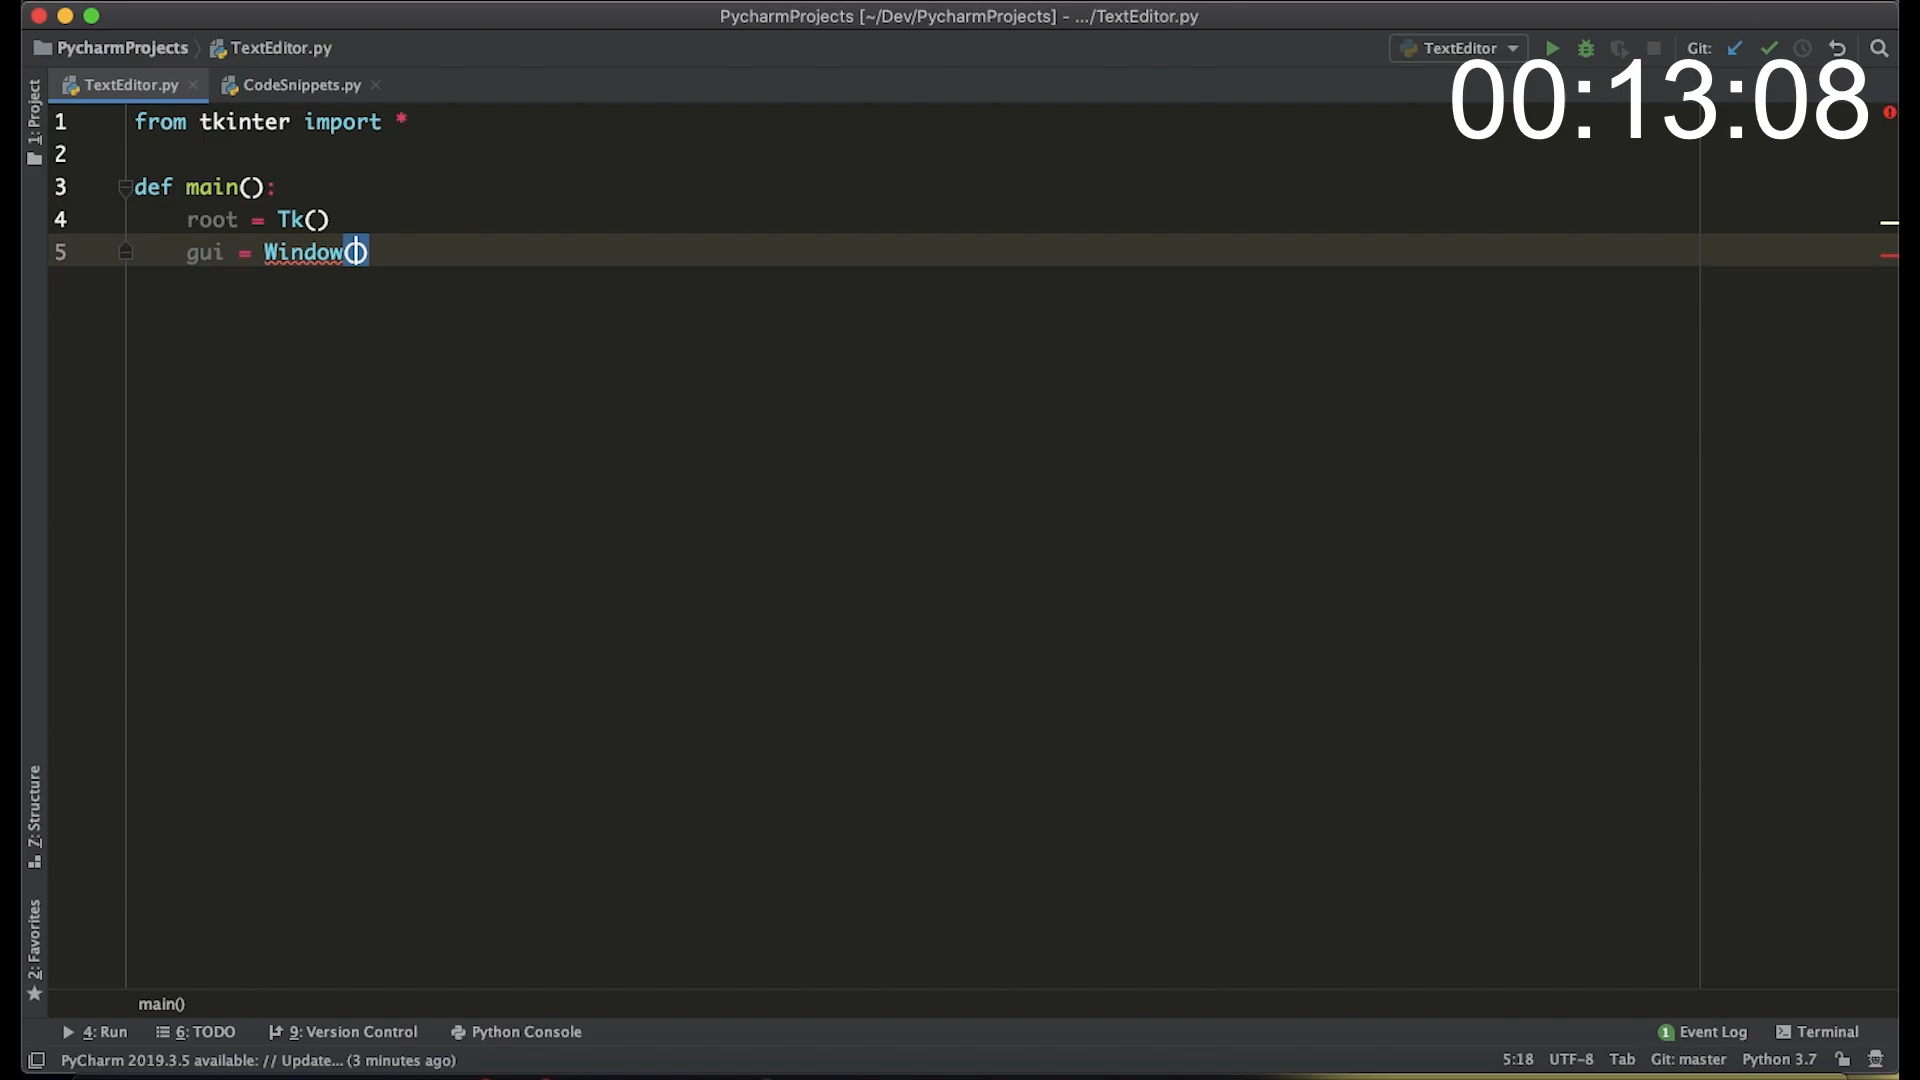 PycharmProjects [~/Dev/PycharmProjects] - .../TextEditor.py
PycharmProjects TextEditor.py
TextEditor Git:
TextEditor.py CodeSnippets.py
00:13:08
1: Project
1 from tkinter import *
2
3 def main():
4 root = Tk()
5 gui = Window()
Z: Structure
2: Favorites
main()
4: Run 6: TODO 9: Version Control Python Console 1 Event Log Terminal
PyCharm 2019.3.5 available: // Update... (3 minutes ago) 5:18 UTF-8 Tab Git: master Python 3.7